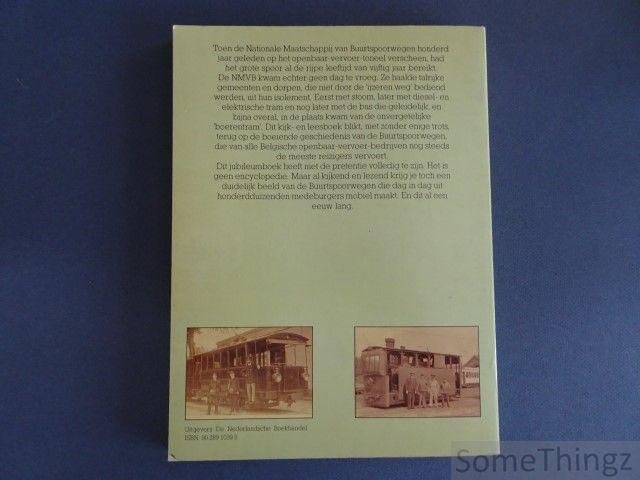 Toen de Nationale Maatschappij van Buurtspoorwegen honderd
jaar geleden op het openbaar-vervoer-toneel verscheen, had
het grote spoor al de rijpe leeftijd van vijftig jaar bereikt.
De NMVB kwam echter geen dag te vroeg. Ze haalde talrijke
gemeenten en dorpen, die niet door de 'ijzeren weg' bediend
werden, uit hun isolement. Eerst met stoom, later met diesel- en
elektrische tram en nog later met de bus die geleidelijk, en
bijna overal, in de plaats kwam van de onvergetelijke
'boerentram'. Dit kijk- en leesboek blikt, niet zonder enige trots,
terug op de boeiende geschiedenis van de Buurtspoorwegen,
die van alle Belgische openbaar-vervoer-bedrijven nog steeds
de meeste reizigers vervoert.
Dit jubileumboek heeft niet de pretentie volledig te zijn. Het is
geen encyclopedie. Maar al kijkend en lezend krijg je toch een
duidelijk beeld van de Buurtspoorwegen die dag in dag uit
honderdduizenden medeburgers mobiel maakt. En dit al een
eeuw lang.
Uitgeverij De Nederlandsche Boekhandel
ISBN 90 289 1039 5
SomeThingz